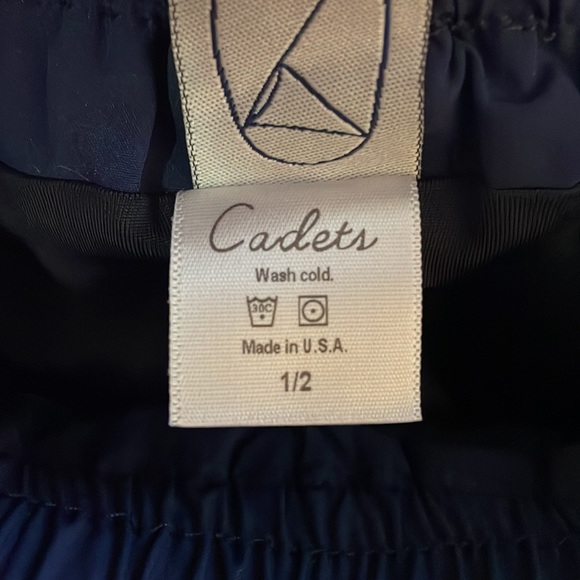 Cadets
Wash cold.
30C
Made in U.S.A.
1/2